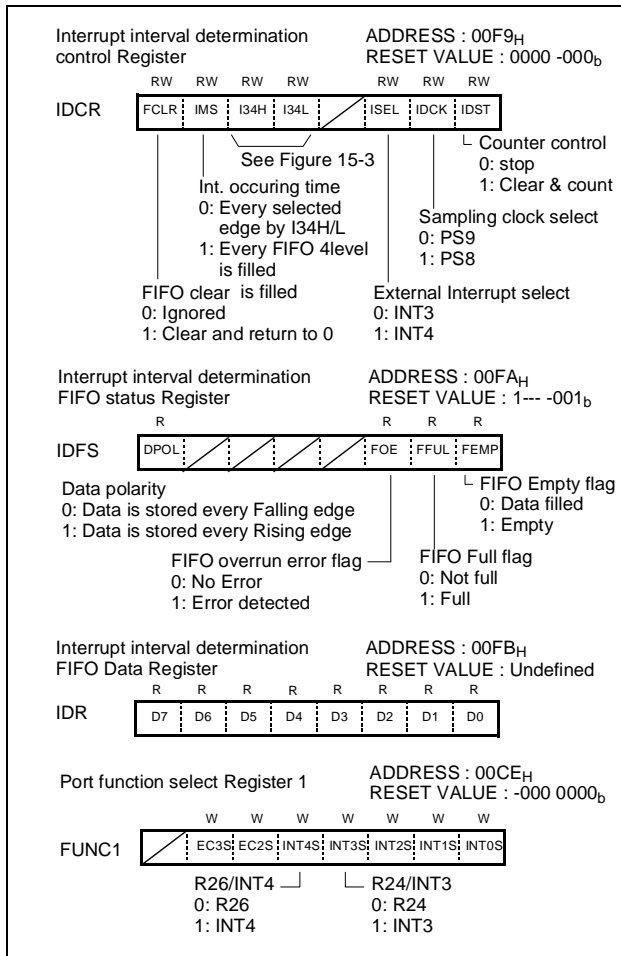 Interrupt interval determination
control Register
ADDRESS : 00F9H
RESET VALUE : 0000 -000b
RW RW RW RW RW RW RW
IDCR FCLR IMS I34H I34L ISEL IDCK IDST
See Figure 15-3
Counter control
0: stop
1: Clear & count
Int. occuring time
0: Every selected
edge by I34H/L
1: Every FIFO 4level
is filled
Sampling clock select
0: PS9
1: PS8
FIFO clear is filled
0: Ignored
1: Clear and return to 0
External Interrupt select
0: INT3
1: INT4
Interrupt interval determination
FIFO status Register
ADDRESS : 00FAH
RESET VALUE : 1--- -001b
R R R R
IDFS DPOL FOE FFUL FEMP
Data polarity
0: Data is stored every Falling edge
1: Data is stored every Rising edge
FIFO Empty flag
0: Data filled
1: Empty
FIFO overrun error flag
0: No Error
1: Error detected
FIFO Full flag
0: Not full
1: Full
Interrupt interval determination
FIFO Data Register
ADDRESS : 00FBH
RESET VALUE : Undefined
R R R R R R R R
IDR D7 D6 D5 D4 D3 D2 D1 D0
Port function select Register 1
ADDRESS : 00CEH
RESET VALUE : -000 0000b
W W W W W W W
FUNC1 EC3S EC2S INT4S INT3S INT2S INT1S INT0S
R26/INT4
0: R26
1: INT4
R24/INT3
0: R24
1: INT3